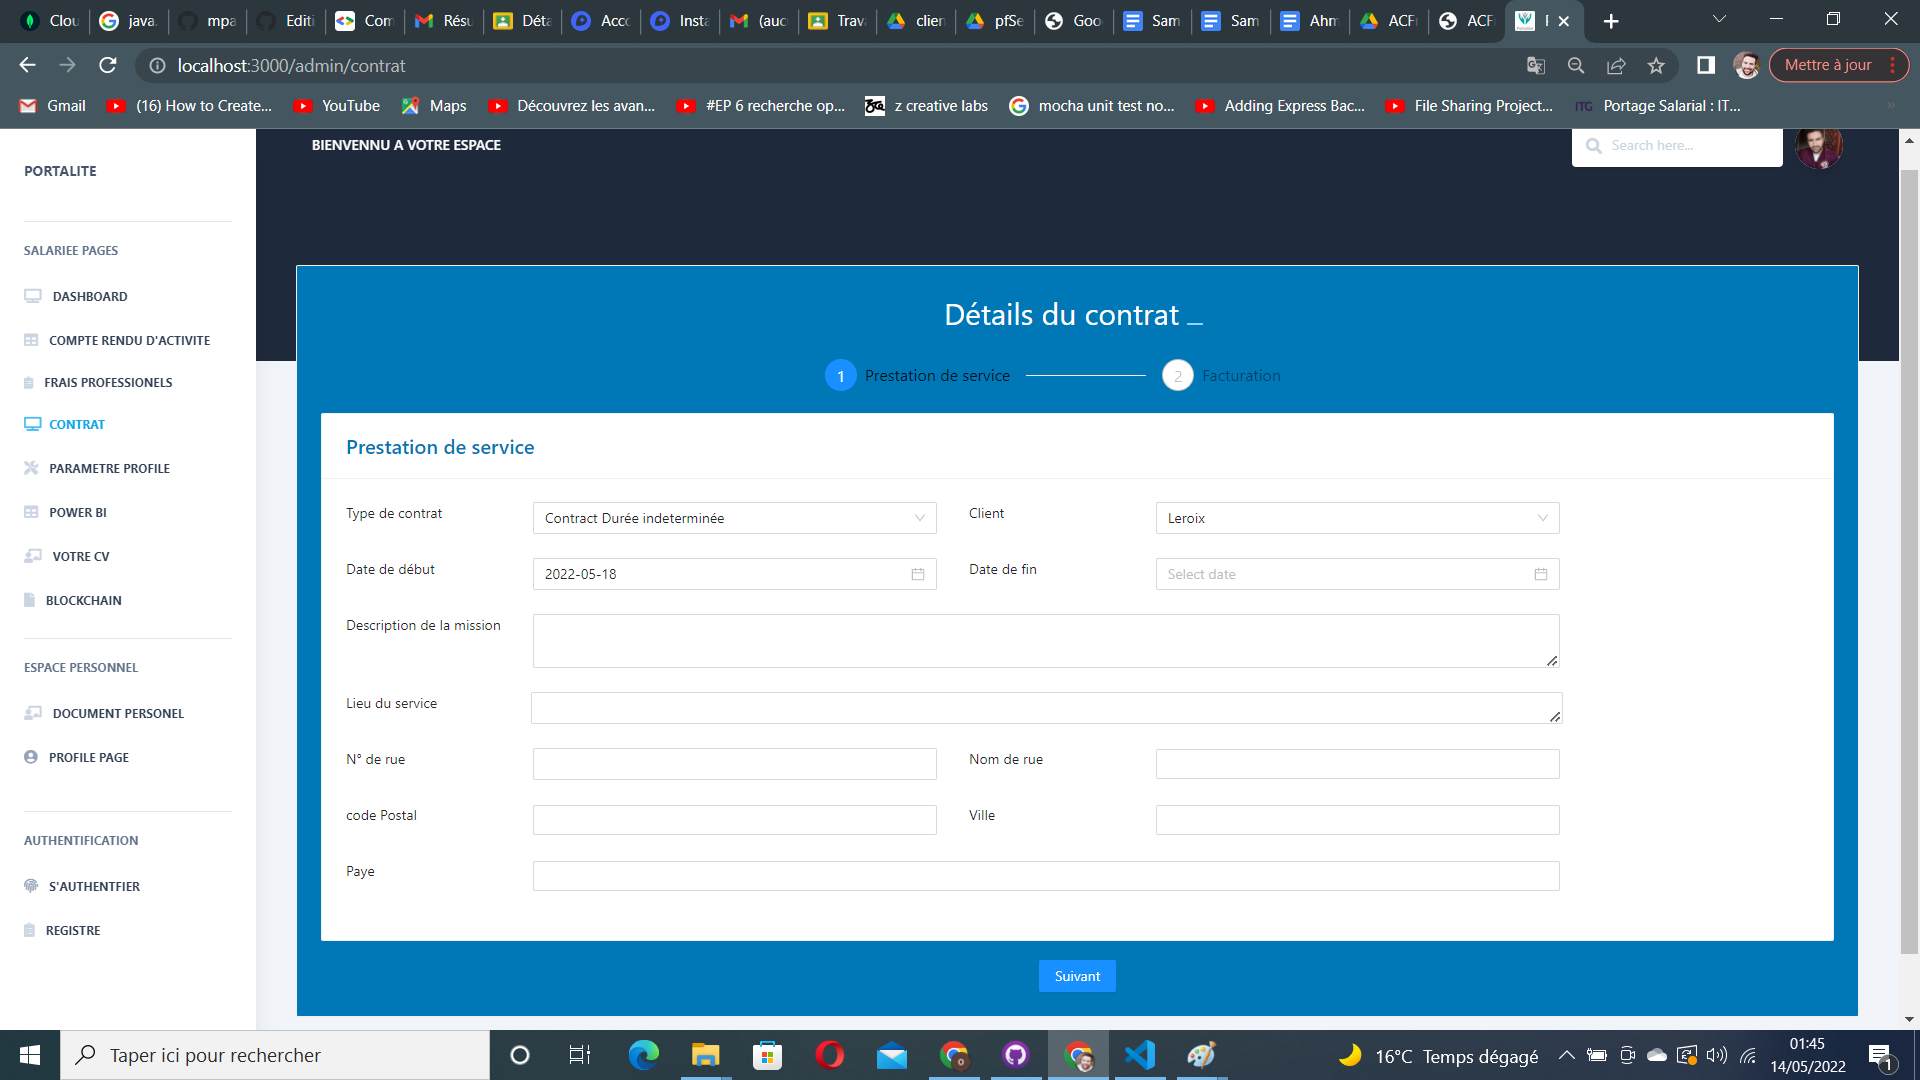 Clou
java.
mpa
Editi
Com
Résu
Déta
Acco
Insta
(auc
Trava
clien
pfSe
Goo
Sam
Sam
Ahm
ACF
ACF
localhost:3000/admin/contrat
Mettre à jour
Gmail
(16) How to Create...
YouTube
Maps
Découvrez les avan...
#EP 6 recherche op...
z creative labs
mocha unit test no...
Adding Express Bac...
File Sharing Project...
ITG Portage Salarial : IT...
BIENVENNU A VOTRE ESPACE
Search here...
PORTALITE
SALARIEE PAGES
DASHBOARD
COMPTE RENDU D'ACTIVITE
FRAIS PROFESSIONELS
CONTRAT
PARAMETRE PROFILE
POWER BI
VOTRE CV
BLOCKCHAIN
ESPACE PERSONNEL
DOCUMENT PERSONEL
PROFILE PAGE
AUTHENTIFICATION
S'AUTHENTFIER
REGISTRE
Détails du contrat _
1 Prestation de service
2 Facturation
Prestation de service
Type de contrat Contract Durée indeterminée Client Leroix
Date de début 2022-05-18 Date de fin Select date
Description de la mission
Lieu du service
N° de rue Nom de rue
code Postal Ville
Paye
Suivant
Taper ici pour rechercher
16°C Temps dégagé
01:45
14/05/2022
1